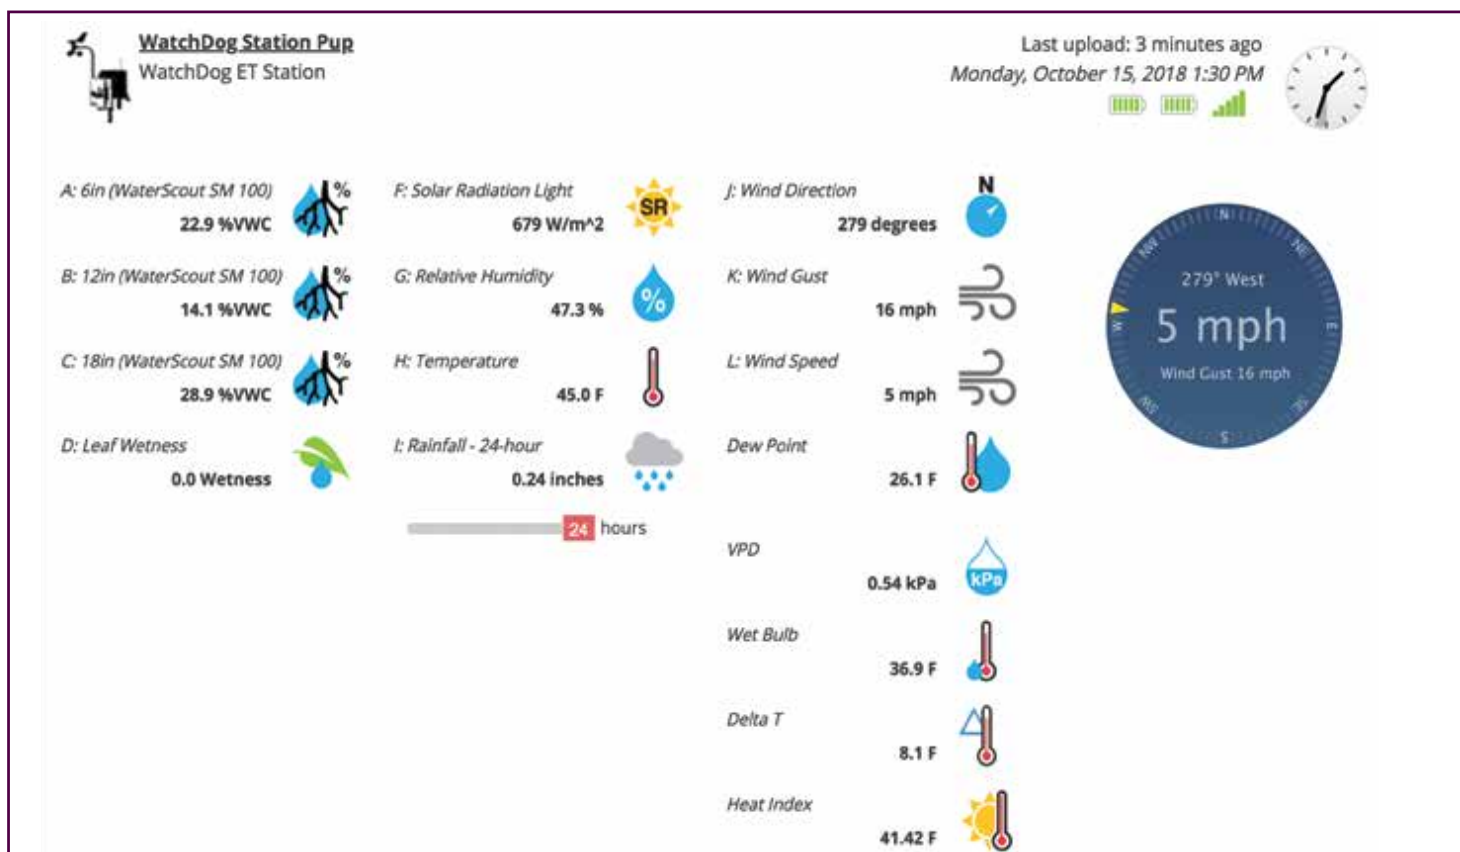 WatchDog Station Pup
WatchDog ET Station
Last upload: 3 minutes ago
Monday, October 15, 2018 1:30 PM
A: 6in (WaterScout SM 100)
22.9 %VWC
%
B: 12in (WaterScout SM 100)
14.1 %VWC
%
C: 18in (WaterScout SM 100)
28.9 %VWC
%
D: Leaf Wetness
0.0 Wetness
F: Solar Radiation Light
679 W/m^2
SR
G: Relative Humidity
47.3 %
%
H: Temperature
45.0 F
I: Rainfall - 24-hour
0.24 inches
24 hours
J: Wind Direction
279 degrees
N
K: Wind Gust
16 mph
L: Wind Speed
5 mph
Dew Point
26.1 F
VPD
0.54 kPa
kPa
Wet Bulb
36.9 F
Delta T
8.1 F
Heat Index
41.42 F
N
NW
NE
279° West
W
5 mph
E
Wind Gust 16 mph
SW
SE
S